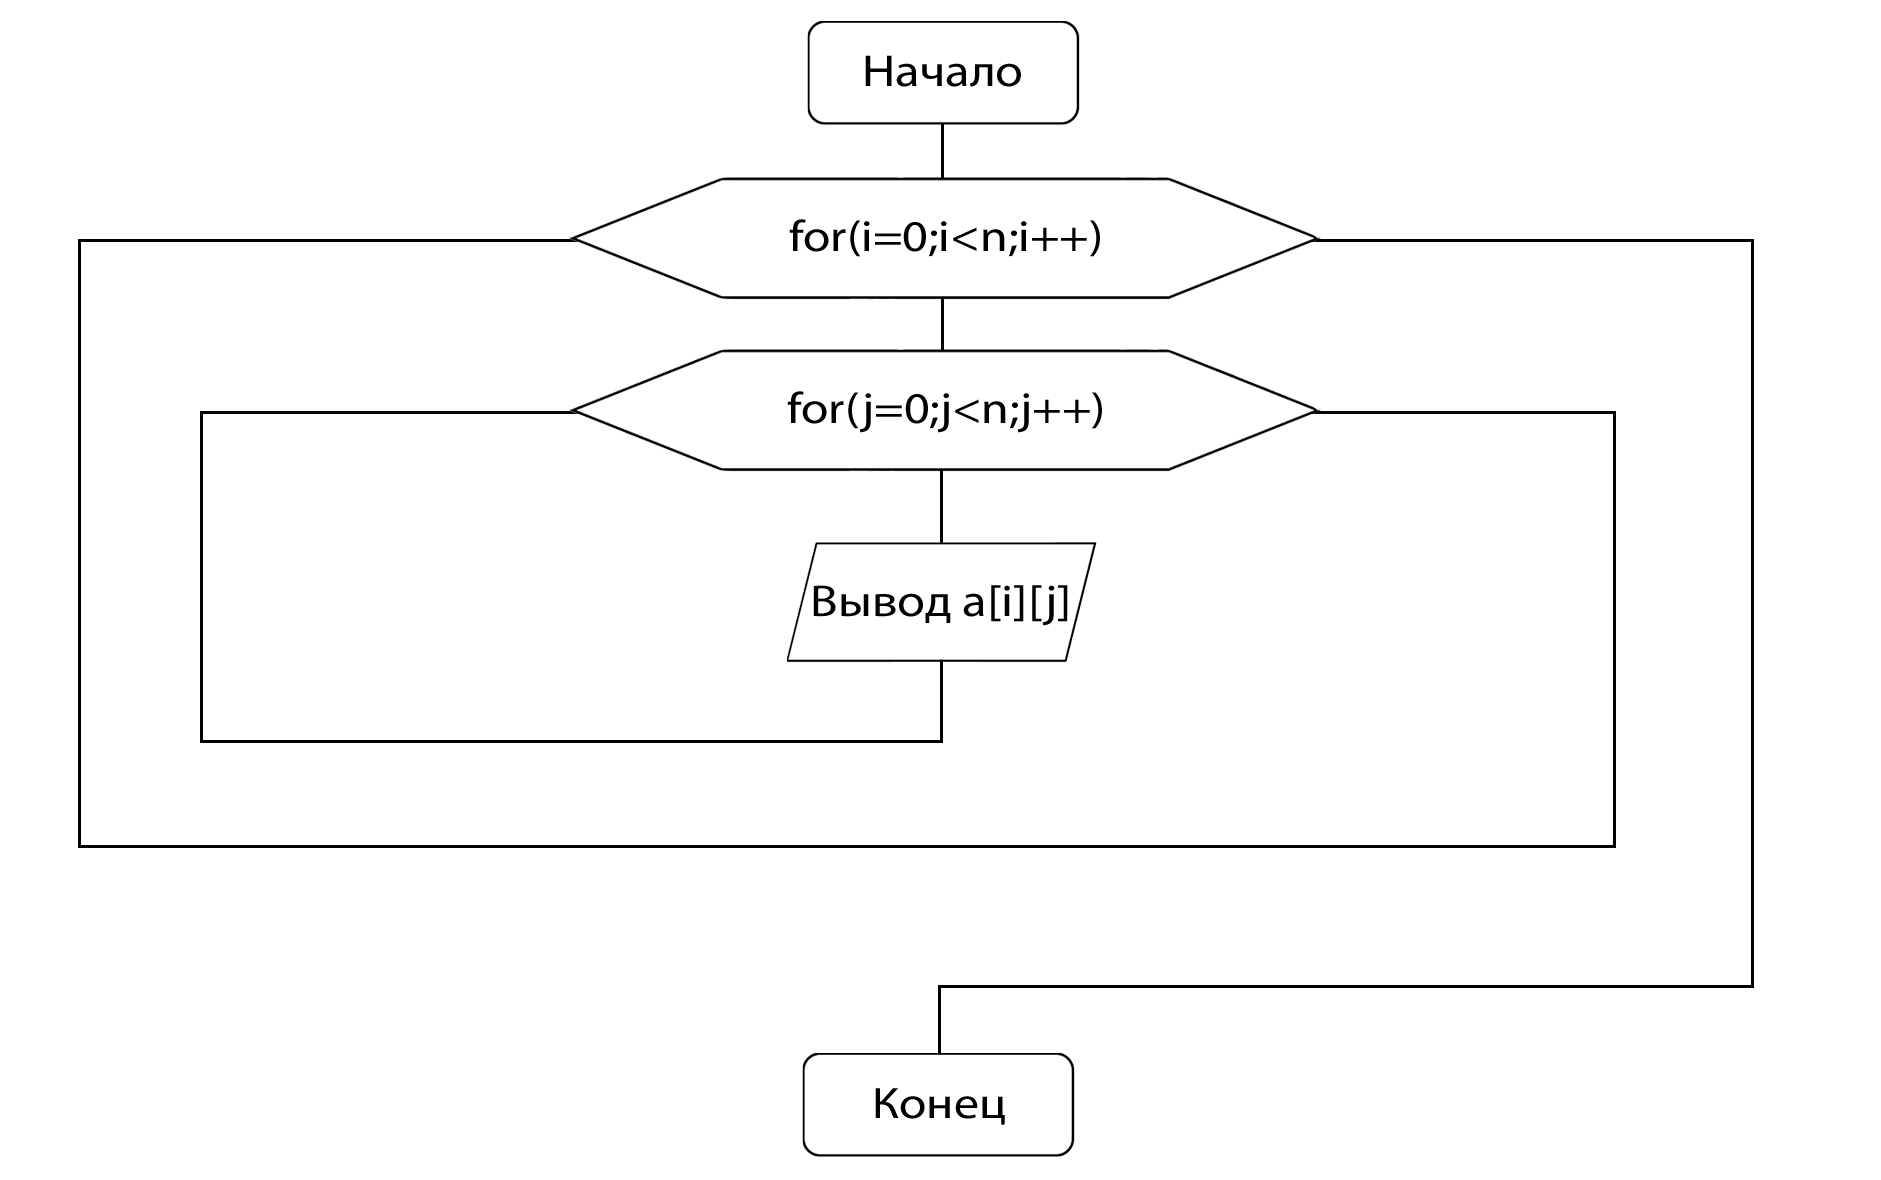 Начало
for(i=0;i<n;i++)
for(j=0;j<n;j++)
Вывод a[i][j]
Конец